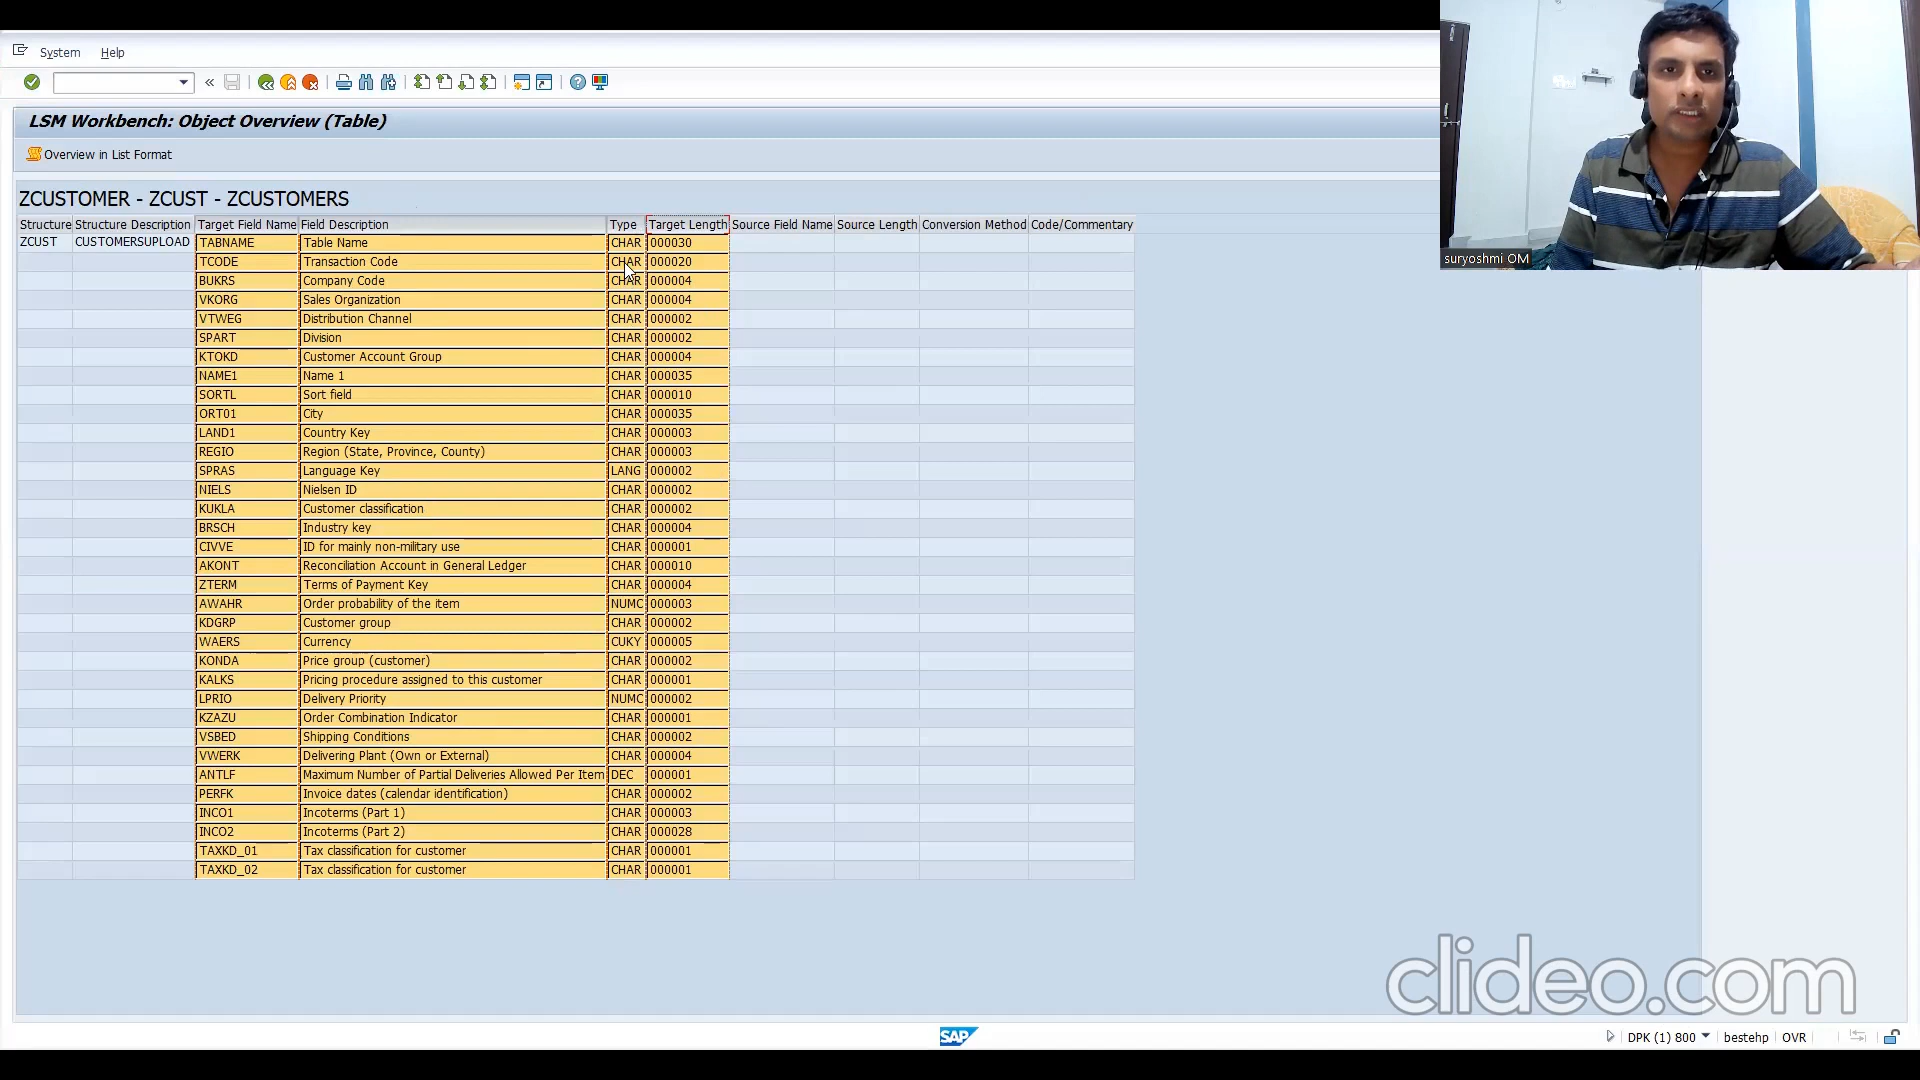 System Help
LSM Workbench: Object Overview (Table)
Overview in List Format
ZCUSTOMER - ZCUST - ZCUSTOMERS
Structure Structure Description Target Field Name Field Description Type Target Length Source Field Name Source Length Conversion Method Code/Commentary
ZCUST CUSTOMERSUPLOAD TABNAME Table Name CHAR 000030
TCODE Transaction Code CHAR 000020
BUKRS Company Code CHAR 000004
VKORG Sales Organization CHAR 000004
VTWEG Distribution Channel CHAR 000002
SPART Division CHAR 000002
KTOKD Customer Account Group CHAR 000004
NAME1 Name 1 CHAR 000035
SORTL Sort field CHAR 000010
ORT01 City CHAR 000035
LAND1 Country Key CHAR 000003
REGIO Region (State, Province, County) CHAR 000003
SPRAS Language Key LANG 000002
NIELS Nielsen ID CHAR 000002
KUKLA Customer classification CHAR 000002
BRSCH Industry key CHAR 000004
CIVVE ID for mainly non-military use CHAR 000001
AKONT Reconciliation Account in General Ledger CHAR 000010
ZTERM Terms of Payment Key CHAR 000004
AWAHR Order probability of the item NUMC 000003
KDGRP Customer group CHAR 000002
WAERS Currency CUKY 000005
KONDA Price group (customer) CHAR 000002
KALKS Pricing procedure assigned to this customer CHAR 000001
LPRIO Delivery Priority NUMC 000002
KZAZU Order Combination Indicator CHAR 000001
VSBED Shipping Conditions CHAR 000002
VWERK Delivering Plant (Own or External) CHAR 000004
ANTLF Maximum Number of Partial Deliveries Allowed Per Item DEC 000001
PERFK Invoice dates (calendar identification) CHAR 000002
INCO1 Incoterms (Part 1) CHAR 000003
INCO2 Incoterms (Part 2) CHAR 000028
TAXKD_01 Tax classification for customer CHAR 000001
TAXKD_02 Tax classification for customer CHAR 000001
suryoshmi OM
clideo.com
SAP
DPK (1) 800 bestehp OVR